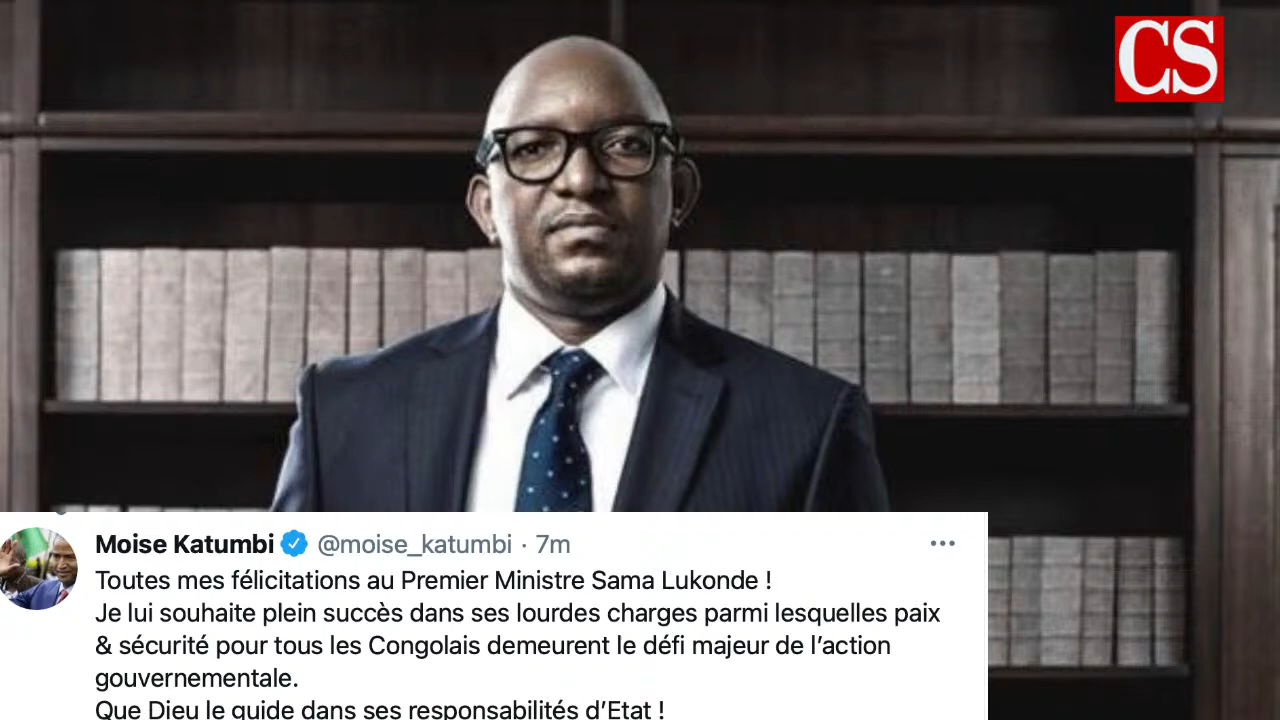 CS
Moise Katumbi @moise_katumbi · 7m
Toutes mes félicitations au Premier Ministre Sama Lukonde !
Je lui souhaite plein succès dans ses lourdes charges parmi lesquelles paix
& sécurité pour tous les Congolais demeurent le défi majeur de l’action
gouvernementale.
Que Dieu le guide dans ses responsabilités d’Etat !